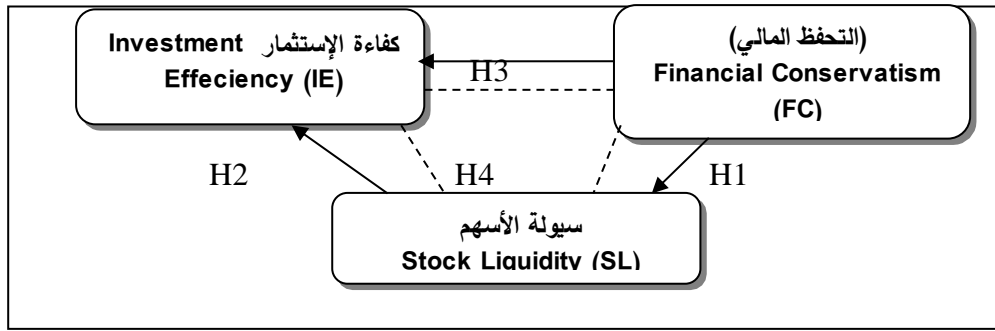 كفاءة الإستثمار Investment
Effeciency (IE)
(التحفظ المالي)
Financial Conservatism
(FC)
H3
H2
H4
H1
سيولة الأسهم
Stock Liquidity (SL)